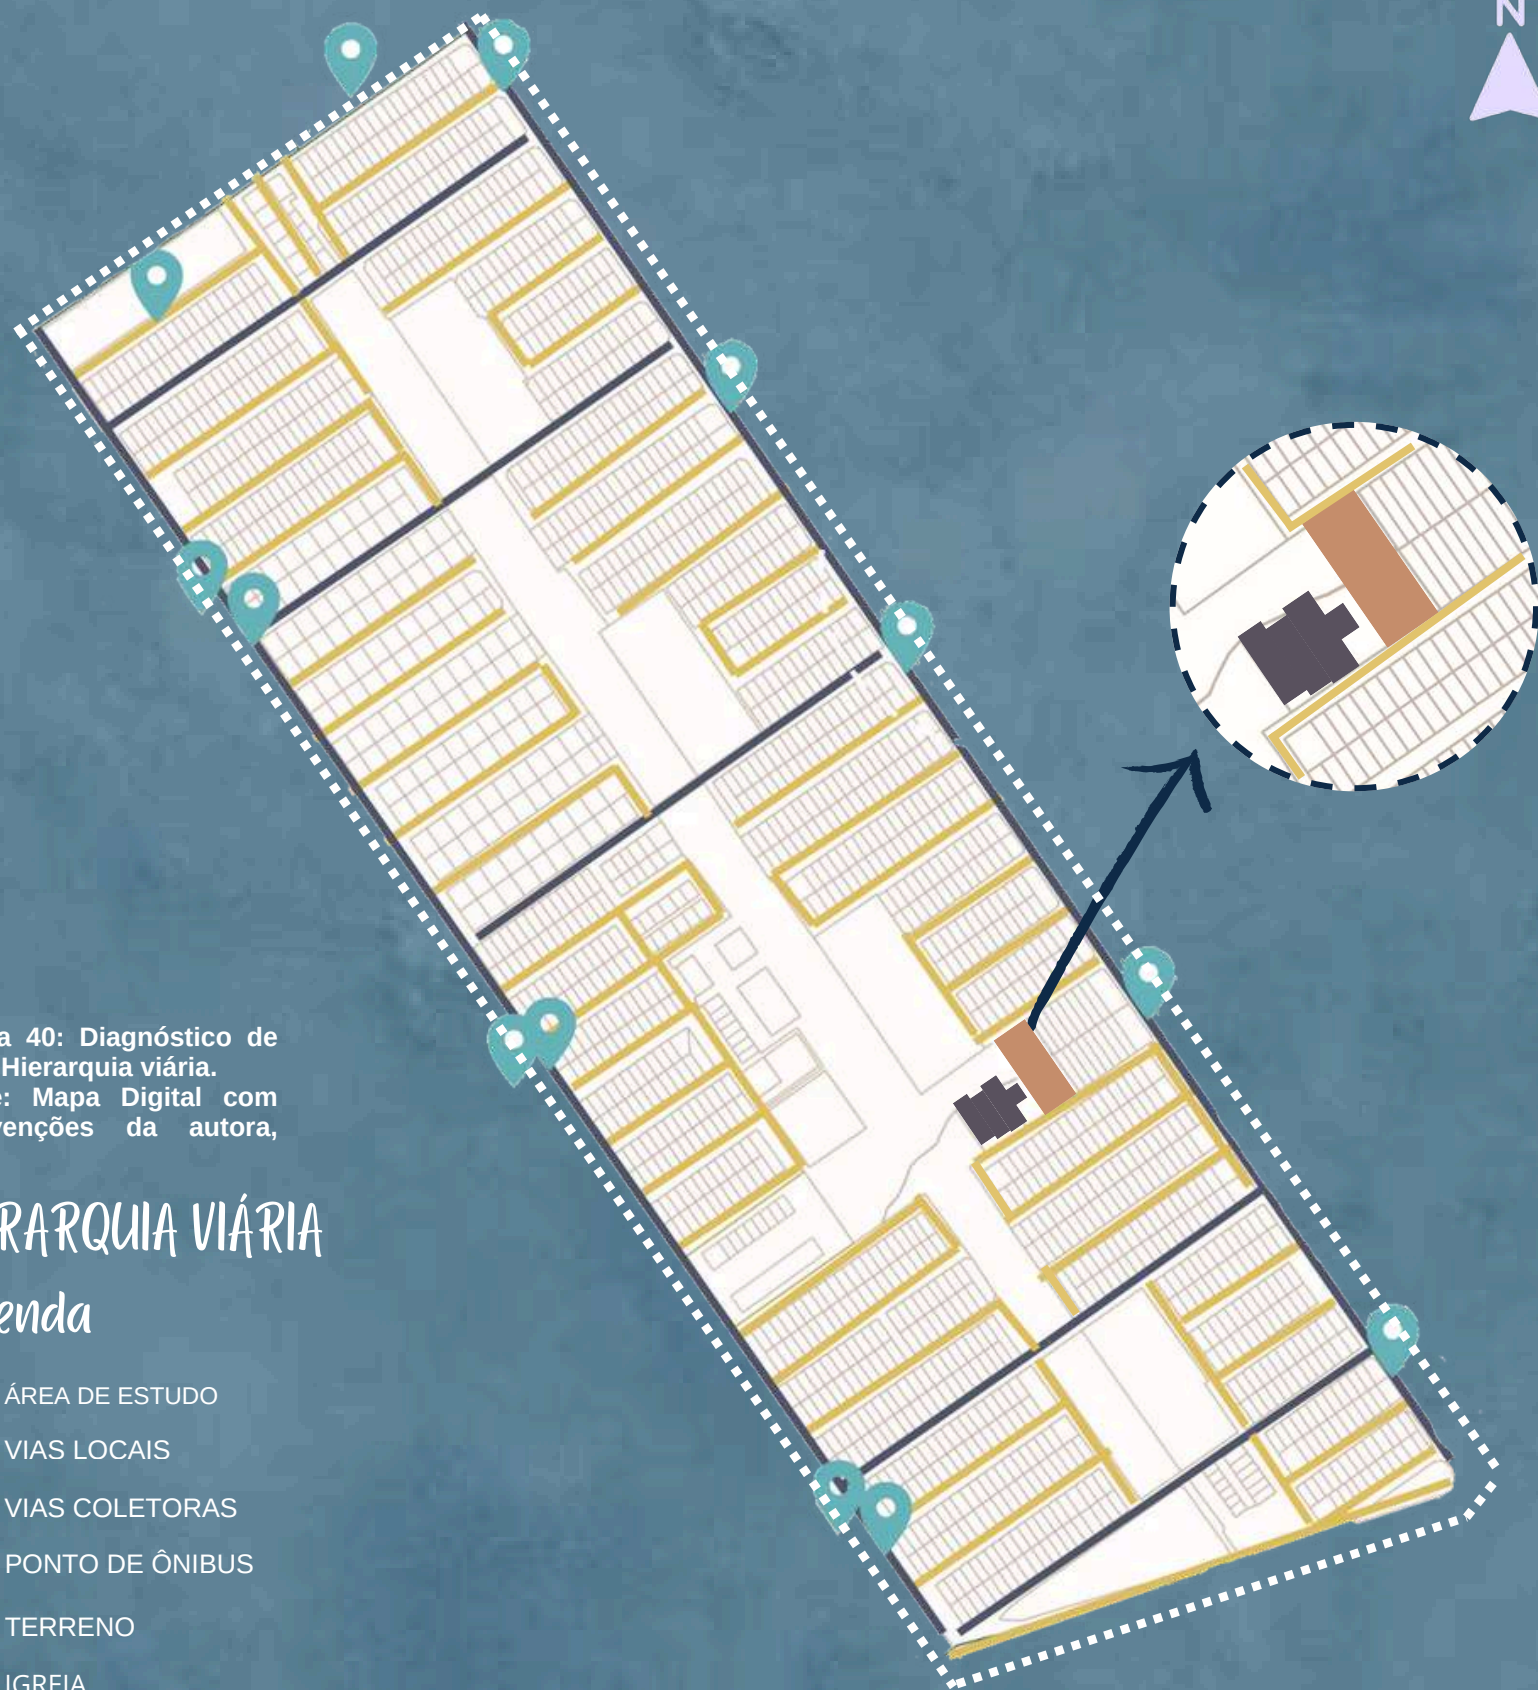 N
a 40: Diagnóstico de
Hierarquia viária.
e: Mapa Digital com
venções da autora,
RARQUIA VIÁRIA
enda
ÁREA DE ESTUDO
VIAS LOCAIS
VIAS COLETORAS
PONTO DE ÔNIBUS
TERRENO
IGREJA